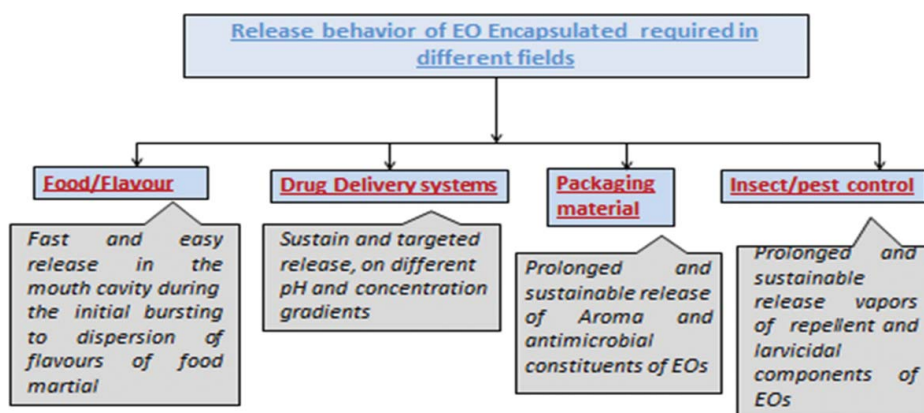 Release behavior of EO Encapsulated required in
different fields
Food/Flavour
Fast and easy
release in the
mouth cavity during
the initial bursting
to dispersion of
flavours of food
martial
Drug Delivery systems
Sustain and targeted
release, on different
pH and concentration
gradients
Packaging
material
Prolonged and
sustainable release
of Aroma and
antimicrobial
constituents of EOs
Insect/pest control
Prolonged and
sustainable
release vapors
of repellent and
larvicidal
components of
EOs